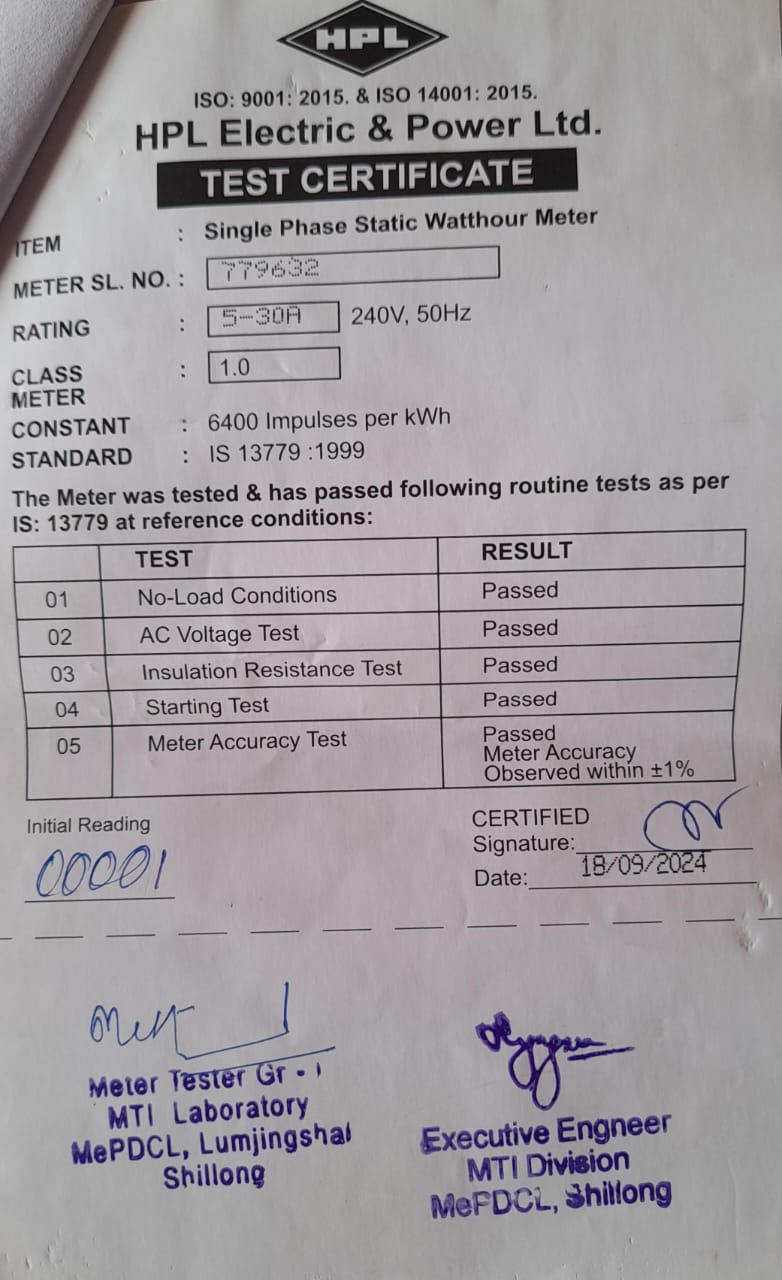 HPL
ISO: 9001: 2015. & ISO 14001: 2015.
HPL Electric & Power Ltd.
TEST CERTIFICATE
ITEM : Single Phase Static Watthour Meter
METER SL. NO. : 779632
RATING : 5-30A 240V, 50Hz
CLASS : 1.0
METER
CONSTANT : 6400 Impulses per kWh
STANDARD : IS 13779 :1999
The Meter was tested & has passed following routine tests as per
IS: 13779 at reference conditions:
TEST RESULT
01 No-Load Conditions Passed
02 AC Voltage Test Passed
03 Insulation Resistance Test Passed
04 Starting Test Passed
05 Meter Accuracy Test Passed
Meter Accuracy
Observed within ±1%
Initial Reading
00001
CERTIFIED
Signature:
Date: 18/09/2024
Meter Tester Gr - I
MTI Laboratory
MePDCL, Lumjingshai
Shillong
Executive Engneer
MTI Division
MePDCL, Shillong